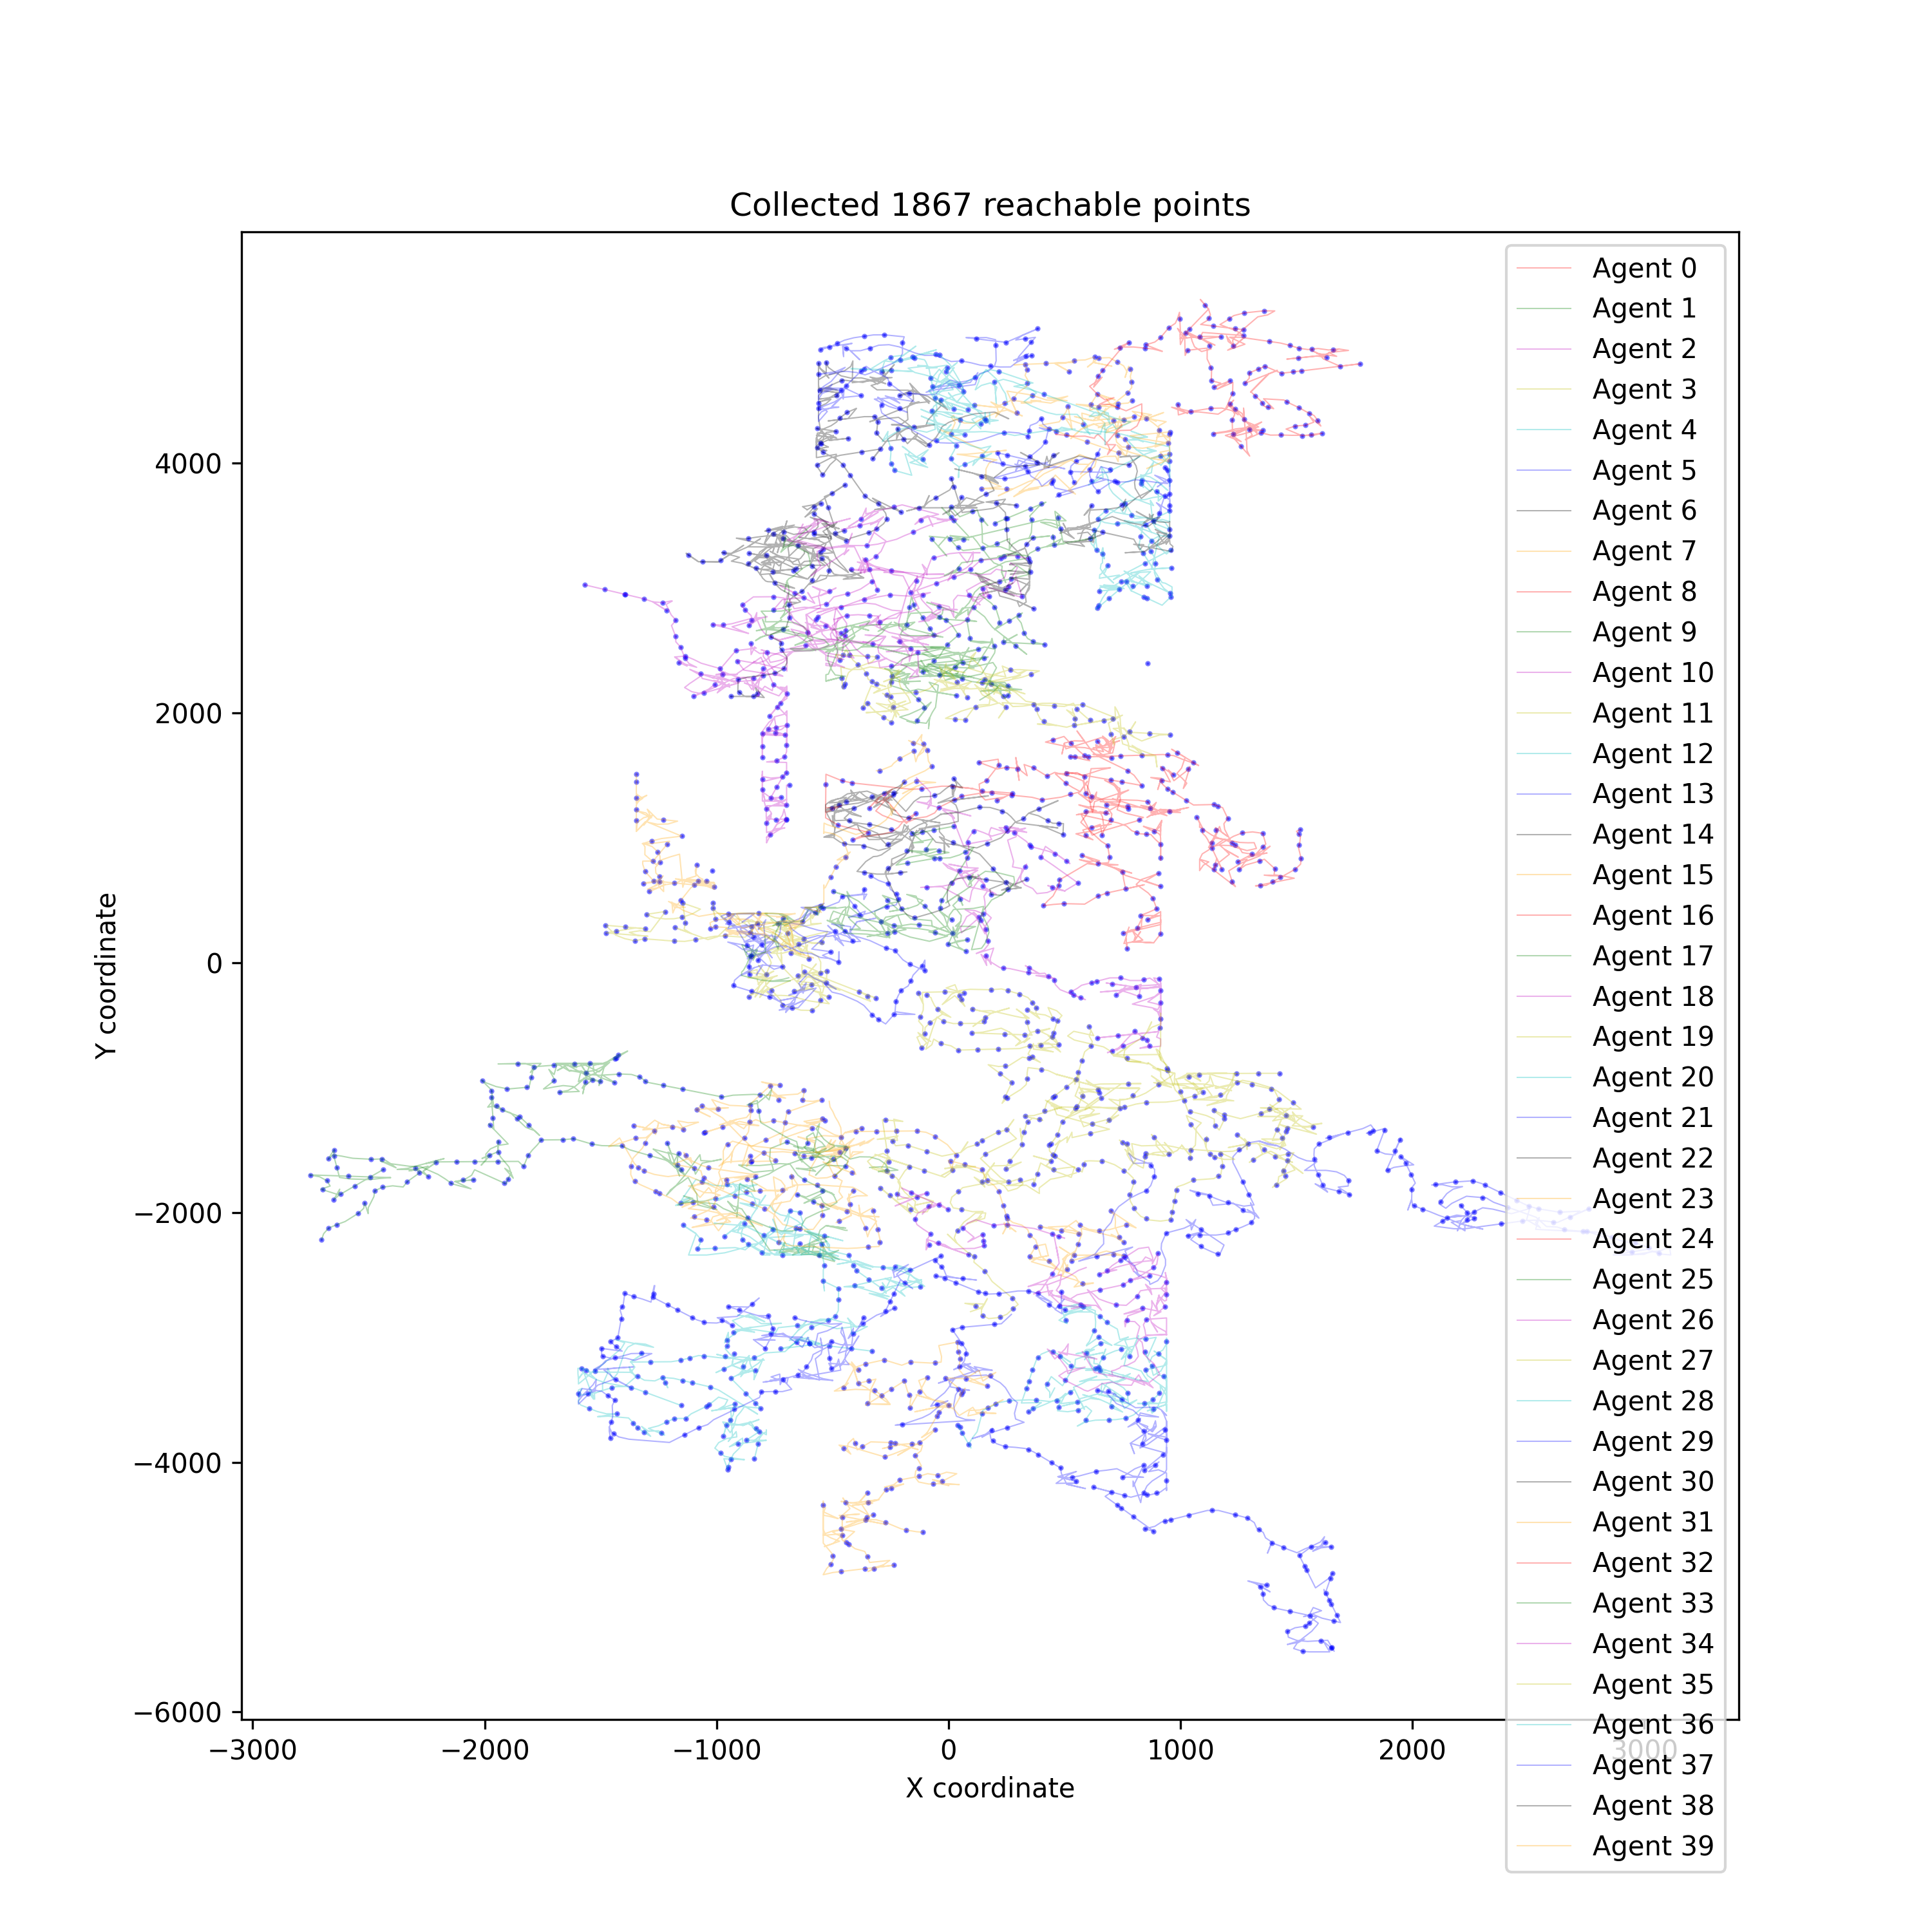 Collected 1867 reachable points
Agent 0
Agent 1
Agent 2
Agent 3
Agent 4
Agent 5
Agent 6
Agent 7
Agent 8
Agent 9
Agent 10
Agent 11
Agent 12
Agent 13
Agent 14
Agent 15
Agent 16
Agent 17
Agent 18
Agent 19
Agent 20
Agent 21
Agent 22
Agent 23
Agent 24
Agent 25
Agent 26
Agent 27
Agent 28
Agent 29
Agent 30
Agent 31
Agent 32
Agent 33
Agent 34
Agent 35
Agent 36
Agent 37
Agent 38
Agent 39
Y coordinate
4000
2000
0
−2000
−4000
−6000
−3000 −2000 −1000 0 1000 2000 3000
X coordinate